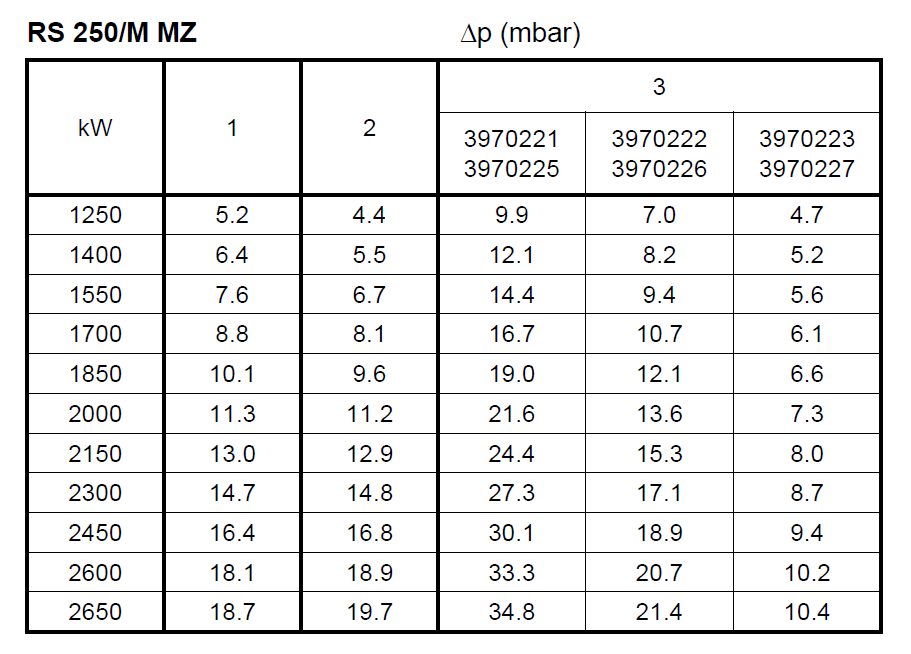 RS 250/M MZ ∆p (mbar)
kW 1 2 3
3970221 3970222 3970223
3970225 3970226 3970227
1250 5.2 4.4 9.9 7.0 4.7
1400 6.4 5.5 12.1 8.2 5.2
1550 7.6 6.7 14.4 9.4 5.6
1700 8.8 8.1 16.7 10.7 6.1
1850 10.1 9.6 19.0 12.1 6.6
2000 11.3 11.2 21.6 13.6 7.3
2150 13.0 12.9 24.4 15.3 8.0
2300 14.7 14.8 27.3 17.1 8.7
2450 16.4 16.8 30.1 18.9 9.4
2600 18.1 18.9 33.3 20.7 10.2
2650 18.7 19.7 34.8 21.4 10.4